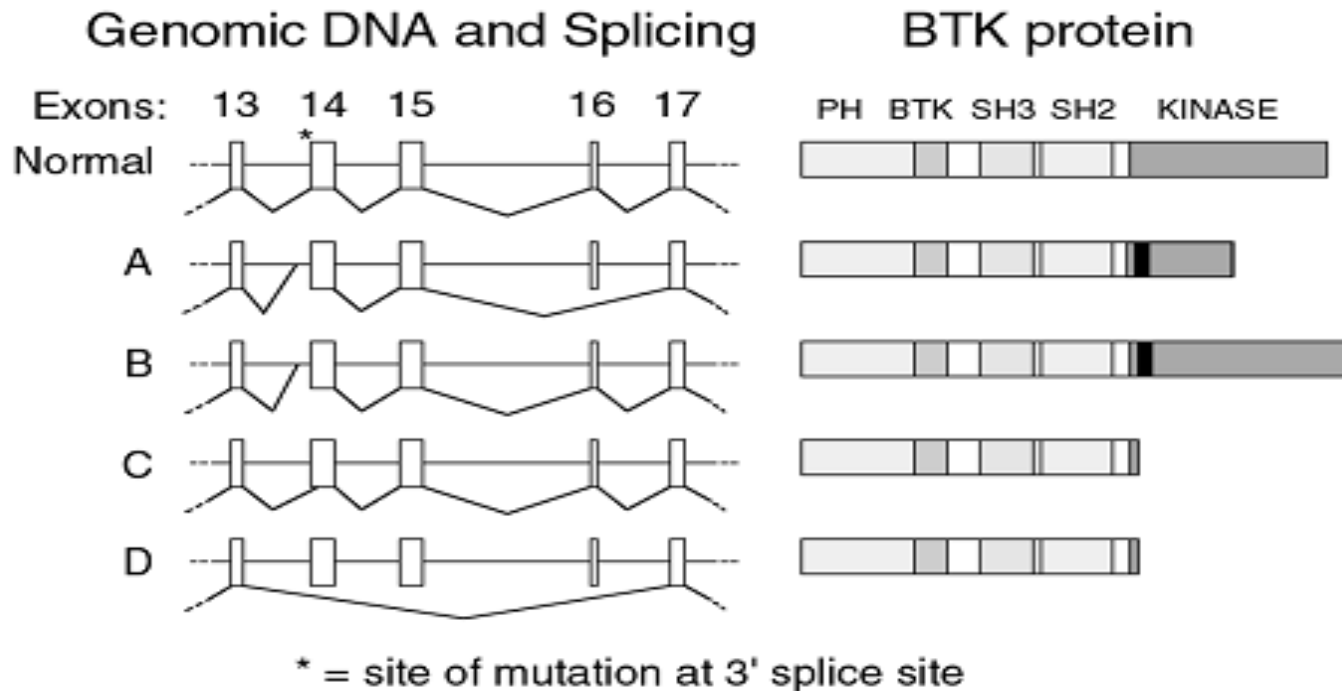 Genomic DNA and Splicing BTK protein
Exons: 13 14 15 16 17 PH BTK SH3 SH2 KINASE
*
Normal
A
B
C
D
* = site of mutation at 3' splice site